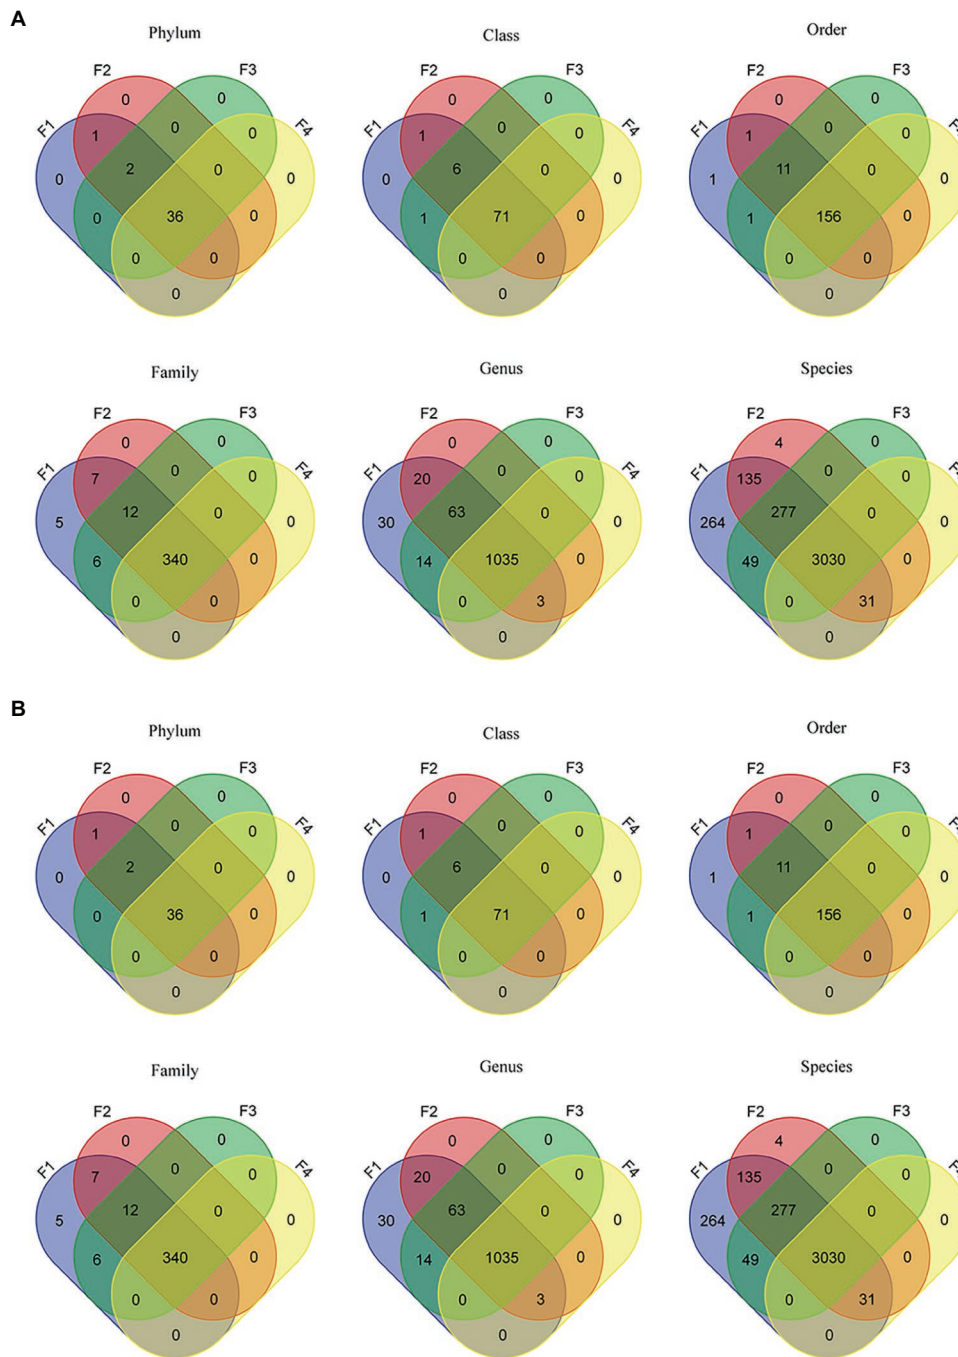 A
Phylum Class Order
F2 F3 F2 F3 F2 F3
F1 F4 F1 F4 F1 F4
0 0 0 0 0 0
1 0 0 1 0 0 1 0 0
0 2 0 0 0 6 0 0 1 11 0 0
0 36 0 1 71 0 1 156 0
0 0 0 0 0 0
0 0 0
Family Genus Species
F2 F3 F2 F3 F2 F3
F1 F4 F1 F4 F1 F4
0 0 0 0 4 0
7 0 0 20 0 0 135 0 0
5 12 0 0 30 63 0 0 264 277 0 0
6 340 0 14 1035 0 49 3030 0
0 0 0 3 0 31
0 0 0
B
Phylum Class Order
F2 F3 F2 F3 F2 F3
F1 F4 F1 F4 F1 F4
0 0 0 0 0 0
1 0 0 1 0 0 1 0 0
0 2 0 0 0 6 0 0 1 11 0 0
0 36 0 1 71 0 1 156 0
0 0 0 0 0 0
0 0 0
Family Genus Species
F2 F3 F2 F3 F2 F3
F1 F4 F1 F4 F1 F4
0 0 0 0 4 0
7 0 0 20 0 0 135 0 0
5 12 0 0 30 63 0 0 264 277 0 0
6 340 0 14 1035 0 49 3030 0
0 0 0 3 0 31
0 0 0